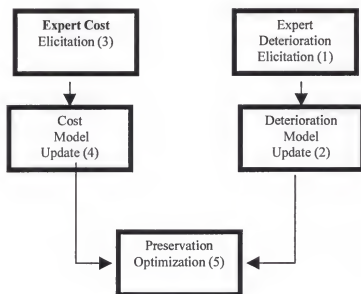 Expert Cost
Elicitation (3)
Expert
Deterioration
Elicitation (1)
Cost
Model
Update (4)
Deterioration
Model
Update (2)
Preservation
Optimization (5)